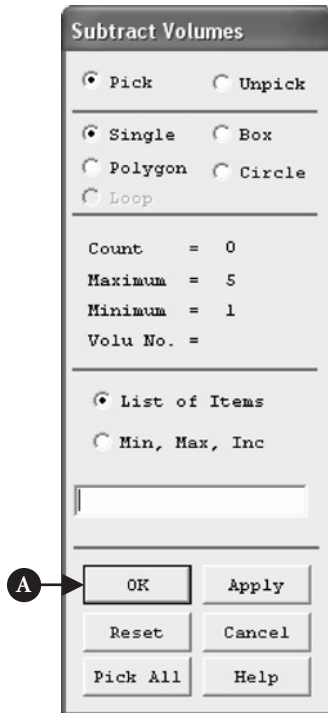 Subtract Volumes
Pick Unpick
Single Box
Polygon Circle
Loop
Count = 0
Maximum = 5
Minimum = 1
Volu No. =
List of Items
Min, Max, Inc
A OK Apply
Reset Cancel
Pick All Help